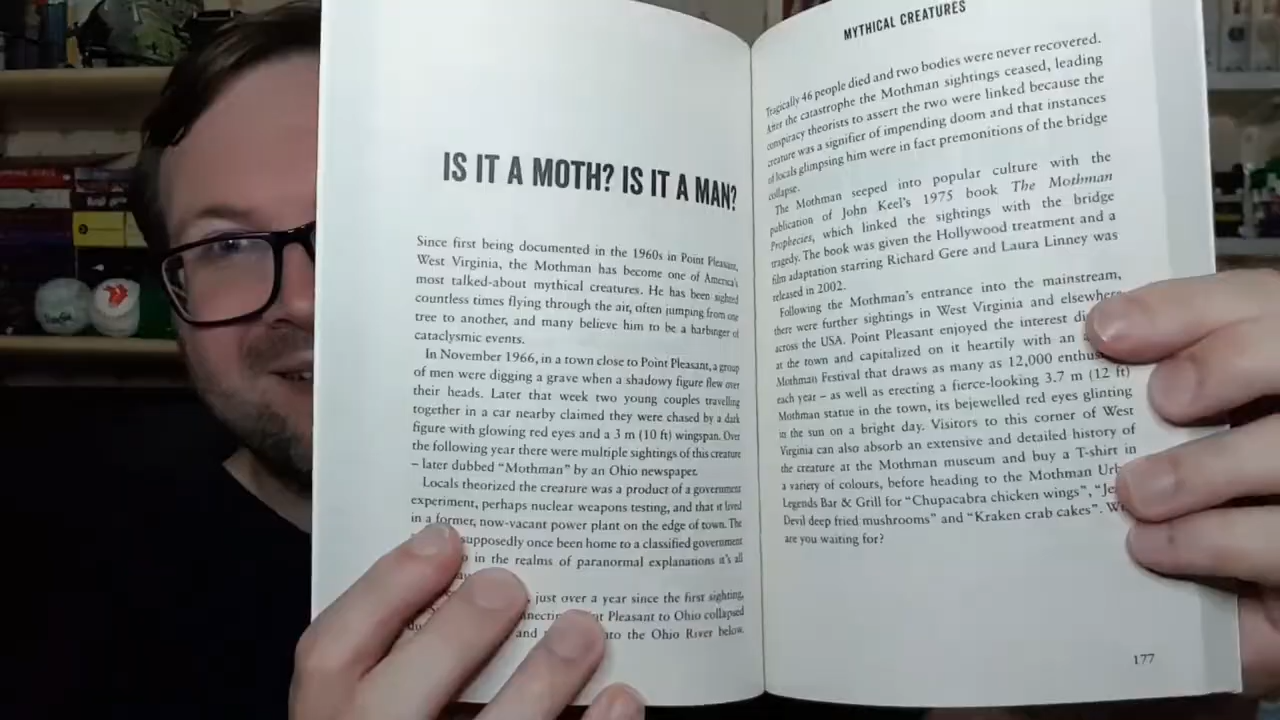 IS IT A MOTH? IS IT A MAN?
Since first being documented in the 1960s in Point Pleasant,
West Virginia, the Mothman has become one of America's
most talked-about mythical creatures. He has been sighted
countless times flying through the air, often jumping from one
tree to another, and many believe him to be a harbinger of
cataclysmic events.
In November 1966, in a town close to Point Pleasant, a group
of men were digging a grave when a shadowy figure flew over
their heads. Later that week two young couples travelling
together in a car nearby claimed they were chased by a dark
figure with glowing red eyes and a 3 m (10 ft) wingspan. Over
the following year there were multiple sightings of this creature
– later dubbed “Mothman” by an Ohio newspaper.
Locals theorized the creature was a product of a government
experiment, perhaps nuclear weapons testing, and that it lived
in a former, now-vacant power plant on the edge of town. The
supposedly once been home to a classified government
in the realms of paranormal explanations it's all
just over a year since the first sighting,
Pleasant to Ohio collapsed
and into the Ohio River below.
MYTHICAL CREATURES
Tragically 46 people died and two bodies were never recovered.
After the catastrophe the Mothman sightings ceased, leading
conspiracy theorists to assert the two were linked because the
creature was a signifier of impending doom and that instances
of locals glimpsing him were in fact premonitions of the bridge
collapse.
The Mothman seeped into popular culture with the
publication of John Keel's 1975 book The Mothman
Prophecies, which linked the sightings with the bridge
tragedy. The book was given the Hollywood treatment and a
film adaptation starring Richard Gere and Laura Linney was
released in 2002.
Following the Mothman's entrance into the mainstream,
there were further sightings in West Virginia and elsewhere
across the USA. Point Pleasant enjoyed the interest
at the town and capitalized on it heartily with an
Mothman Festival that draws as many as 12,000
each year – as well as erecting a fierce-looking 3.7 m (12 ft)
Mothman statue in the town, its bejewelled red eyes glinting
in the sun on a bright day. Visitors to this corner of West
Virginia can also absorb an extensive and detailed history of
the creature at the Mothman museum and buy a T-shirt in
a variety of colours, before heading to the Mothman
Legends Bar & Grill for “Chupacabra chicken wings”,
Devil deep fried mushrooms” and “Kraken crab cakes”.
are you waiting for?
177